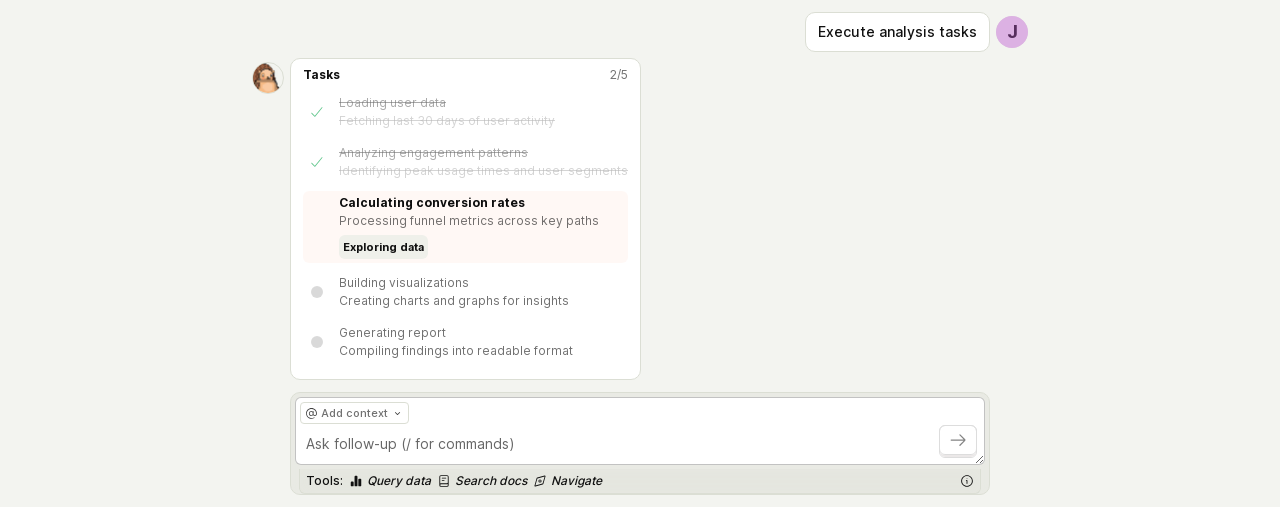 Execute analysis tasks
J
Tasks
2/5
Loading user data
Fetching last 30 days of user activity
Analyzing engagement patterns
Identifying peak usage times and user segments
Calculating conversion rates
Processing funnel metrics across key paths
Exploring data
Building visualizations
Creating charts and graphs for insights
Generating report
Compiling findings into readable format
@ Add context
Ask follow-up (/ for commands)
Tools: Query data Search docs Navigate